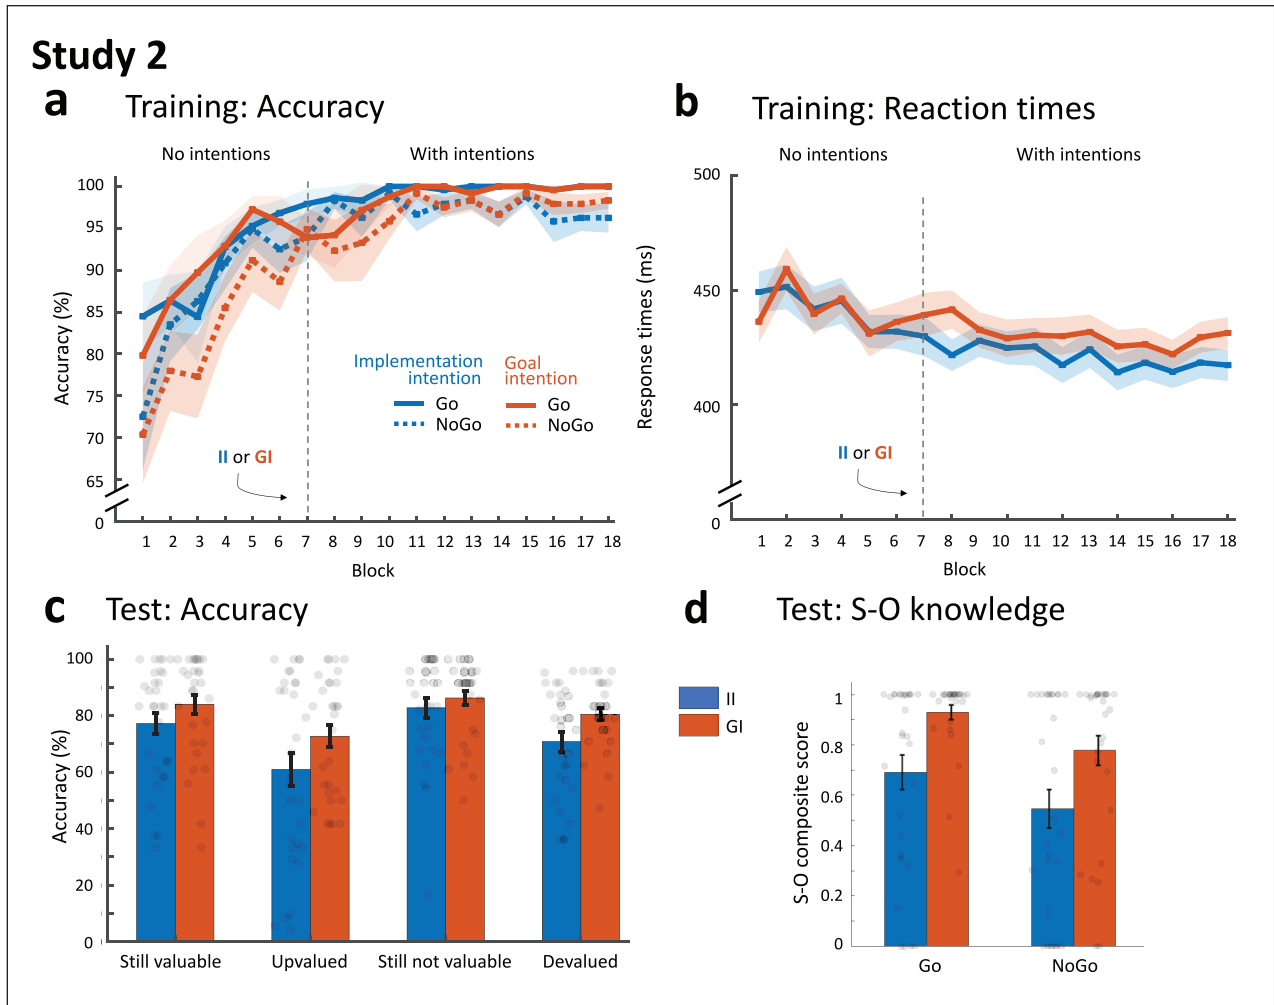 Study 2
a Training: Accuracy
No intentions With intentions
100
95
90
85
80
75
70
65
0
Accuracy (%)
Implementation intention
Goal intention
Go Go
NoGo NoGo
II or GI
1 2 3 4 5 6 7 8 9 10 11 12 13 14 15 16 17 18
Block
b Training: Reaction times
No intentions With intentions
500
450
400
0
Response times (ms)
II or GI
1 2 3 4 5 6 7 8 9 10 11 12 13 14 15 16 17 18
Block
c Test: Accuracy
100
80
60
40
20
0
Accuracy (%)
Still valuable Upvalued Still not valuable Devalued
d Test: S-O knowledge
II
GI
1
0.8
0.6
0.4
0.2
0
S-O composite score
Go NoGo